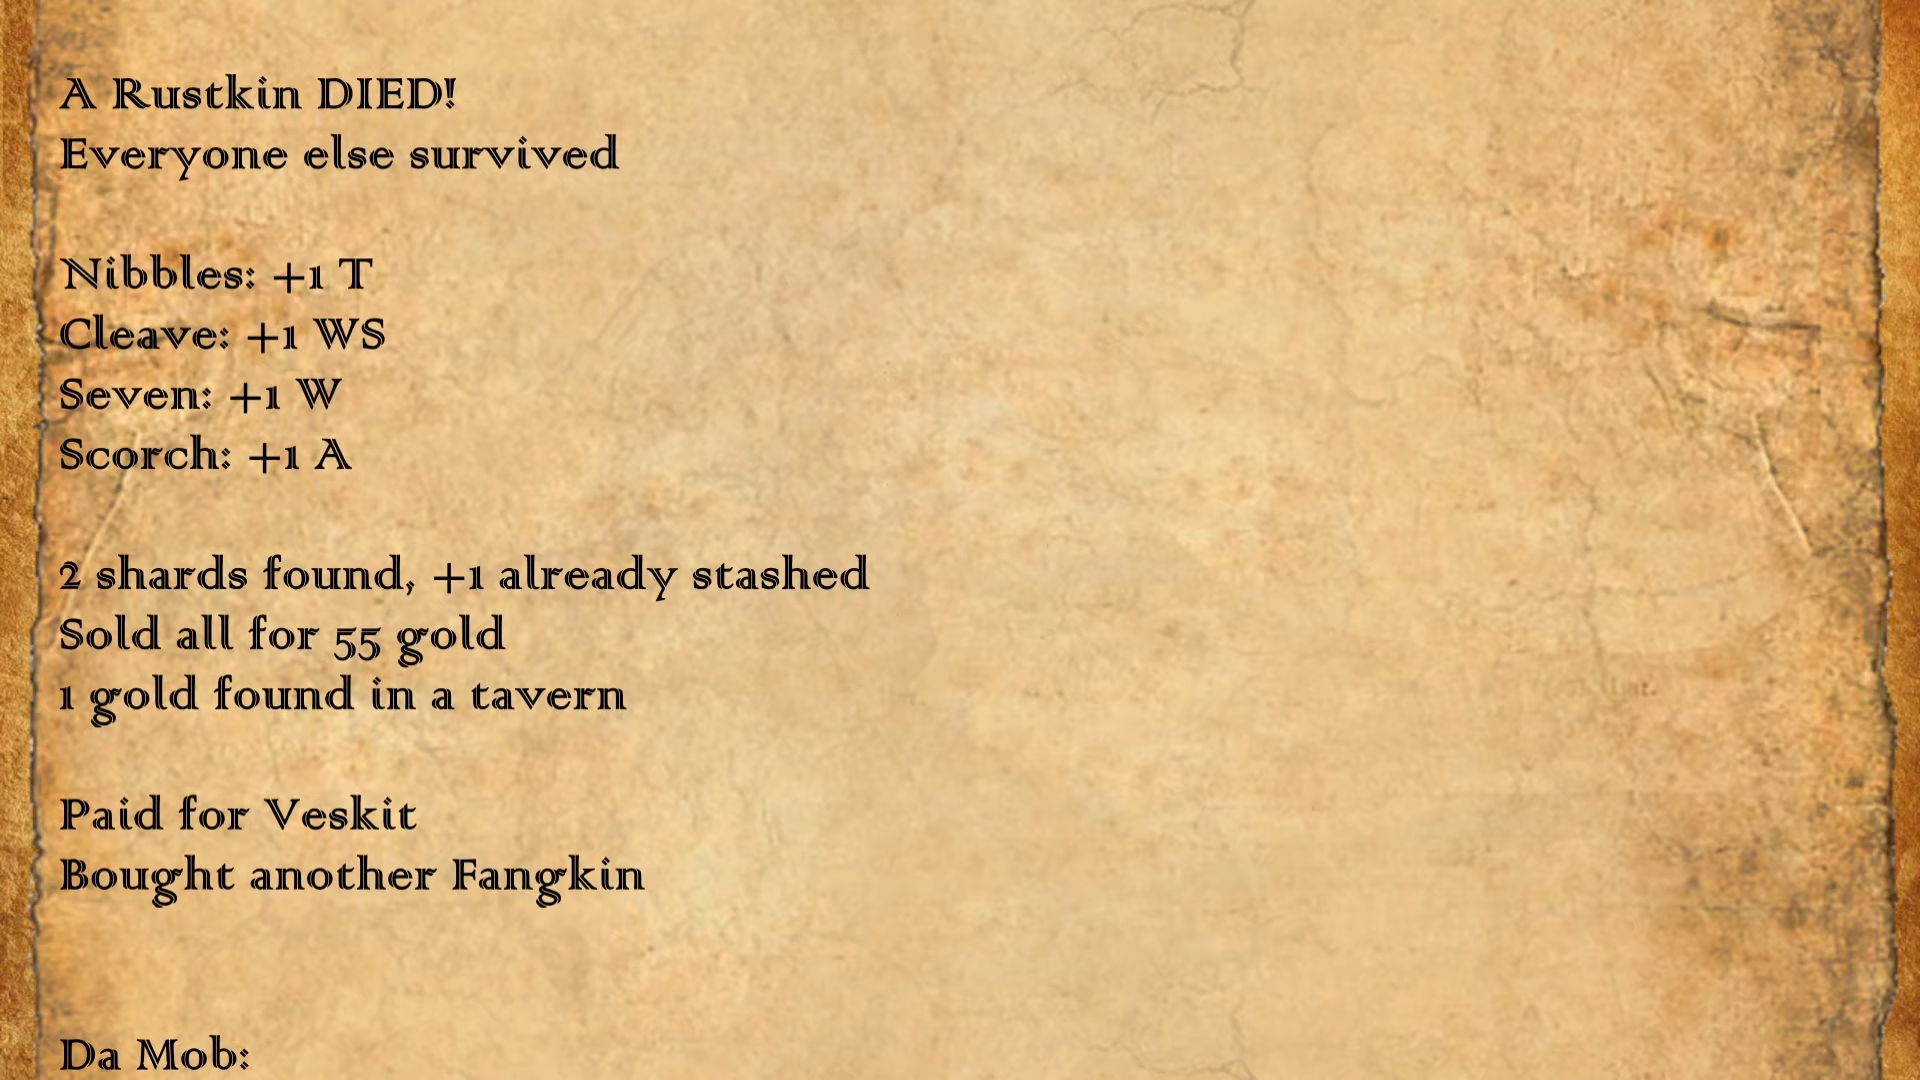 A Rustkin DIED!
Everyone else survived
Nibbles: +1 T
Cleave: +1 WS
Seven: +1 W
Scorch: +1 A
2 shards found, +1 already stashed
Sold all for 55 gold
1 gold found in a tavern
Paid for Veskit
Bought another Fangkin
Da Mob: